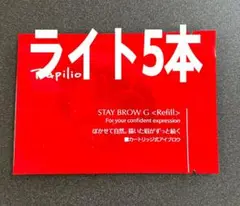 ライト5本
Papilio
STAY BROW G <Refill>
For your confident expression
ぼかせて自然。描いた眉がずっと続く
■カートリッジ式アイブロウ